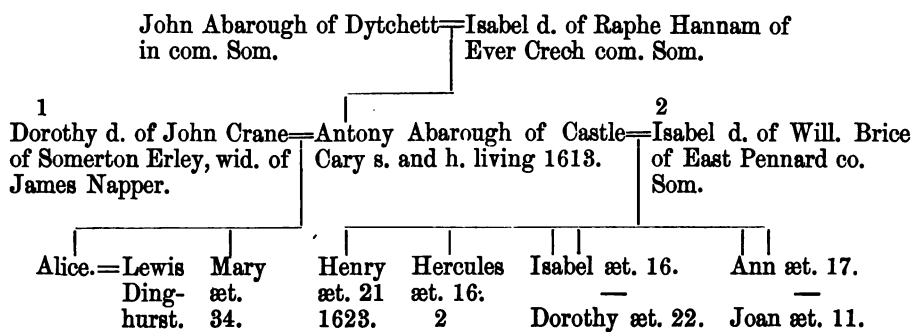 John Abarough of Dytchett=Isabel d. of Raphe Hannam of
in com. Som. Ever Crech com. Som.
1 2
Dorothy d. of John Crane=Antony Abarough of Castle=Isabel d. of Will. Brice
of Somerton Erley, wid. of Cary s. and h. living 1613. of East Pennard co.
James Napper. Som.
Alice.=Lewis Mary Henry Hercules Isabel æt. 16. Ann æt. 17.
Ding- æt. æt. 21 æt. 16. — —
hurst. 34. 1623. 2 Dorothy æt. 22. Joan æt. 11.